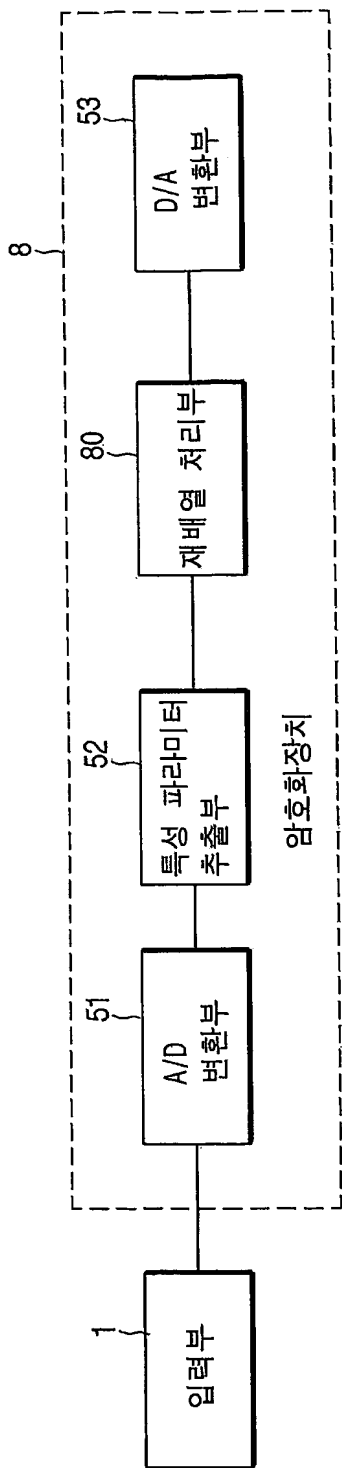 8
1
입력부
51
A/D
변환부
52
특성 파라미터
추출부
80
재배열 처리부
53
D/A
변환부
암호화장치